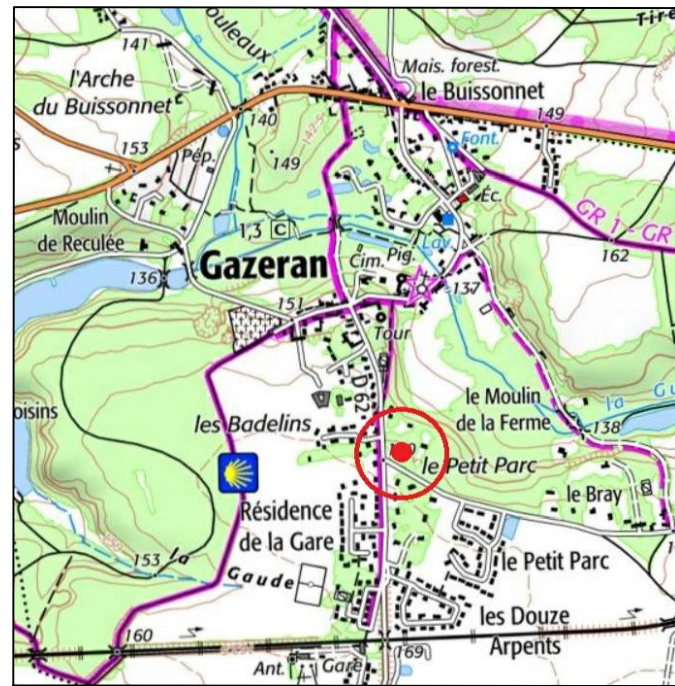 Mais. forest.
le Buissonnet
141
l'Arche
du Buissonnet
140
149
153
149
Pép.
Font.
Éc.
GR 1 - GR
Moulin
de Reculée
1,3
C
Lav.
162
Gazeran
Cim.
Pig.
136
137
151
Tour
D 62
le Moulin
de la Ferme
138
les Badelins
le Petit Parc
le Bray
Résidence
de la Gare
153
la
Gaude
le Petit Parc
les Douze
Arpents
160
169
Ant.
Gare